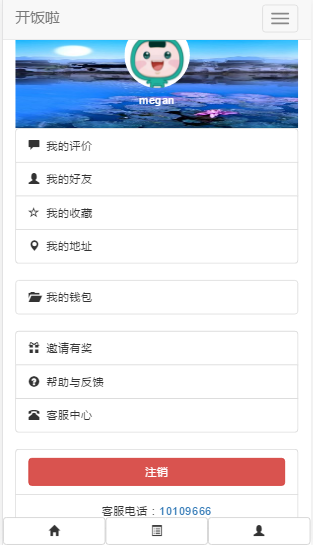 开饭啦
megan
我的评价
我的好友
我的收藏
我的地址
我的钱包
邀请有奖
帮助与反馈
客服中心
注销
客服电话：10109666